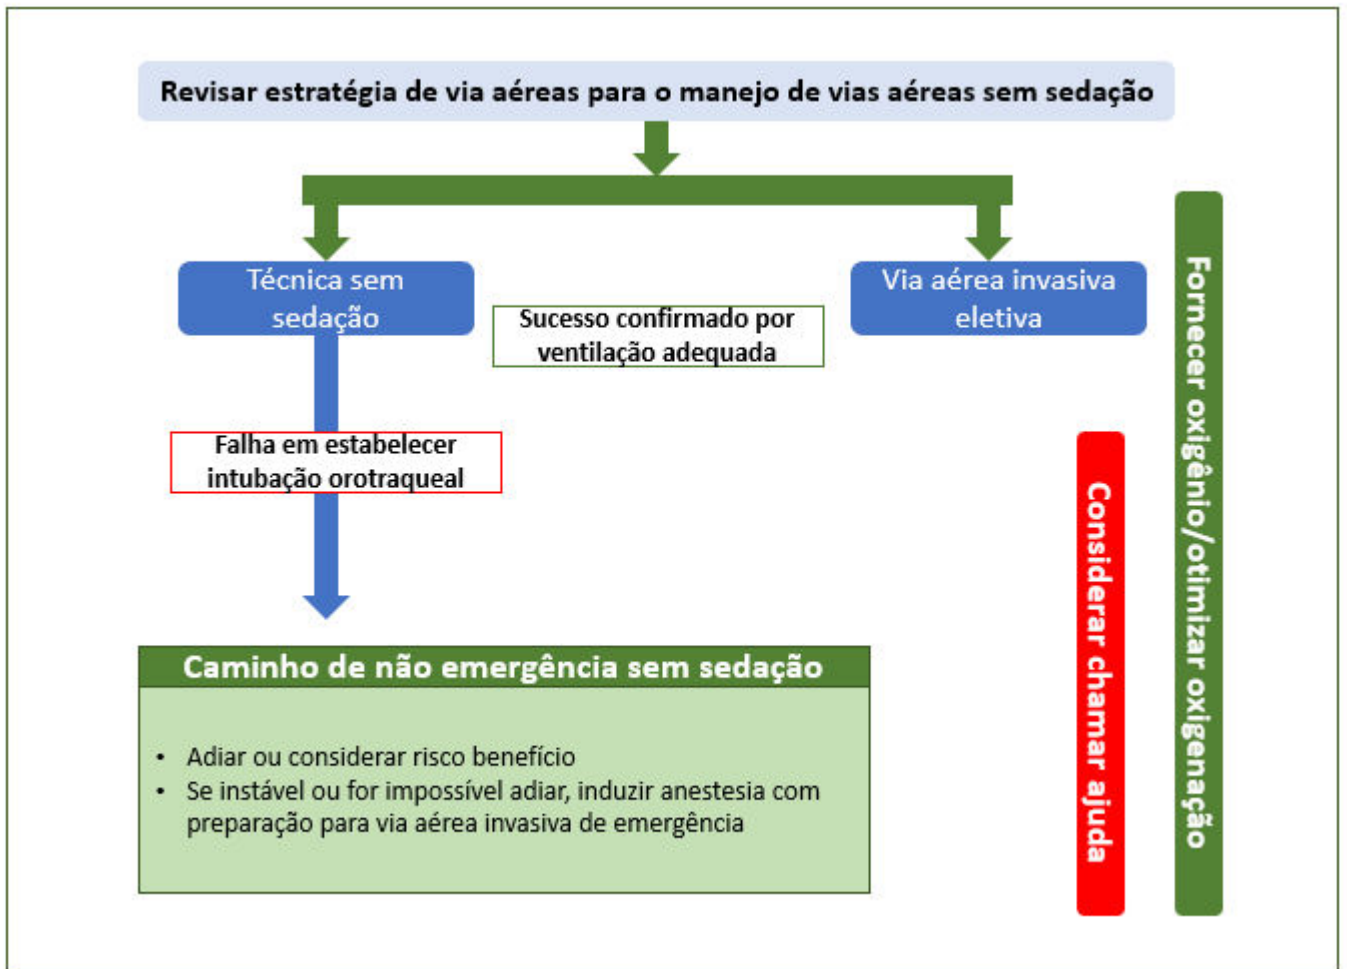 Revisar estratégia de via aéreas para o manejo de vias aéreas sem sedação
Técnica sem
sedação
Sucesso confirmado por
ventilação adequada
Via aérea invasiva
eletiva
Falha em estabelecer
intubação orotraqueal
Caminho de não emergência sem sedação
• Adiar ou considerar risco benefício
• Se instável ou for impossível adiar, induzir anestesia com
preparação para via aérea invasiva de emergência
Considerar chamar ajuda
Fornecer oxigênio/otimizar oxigenação